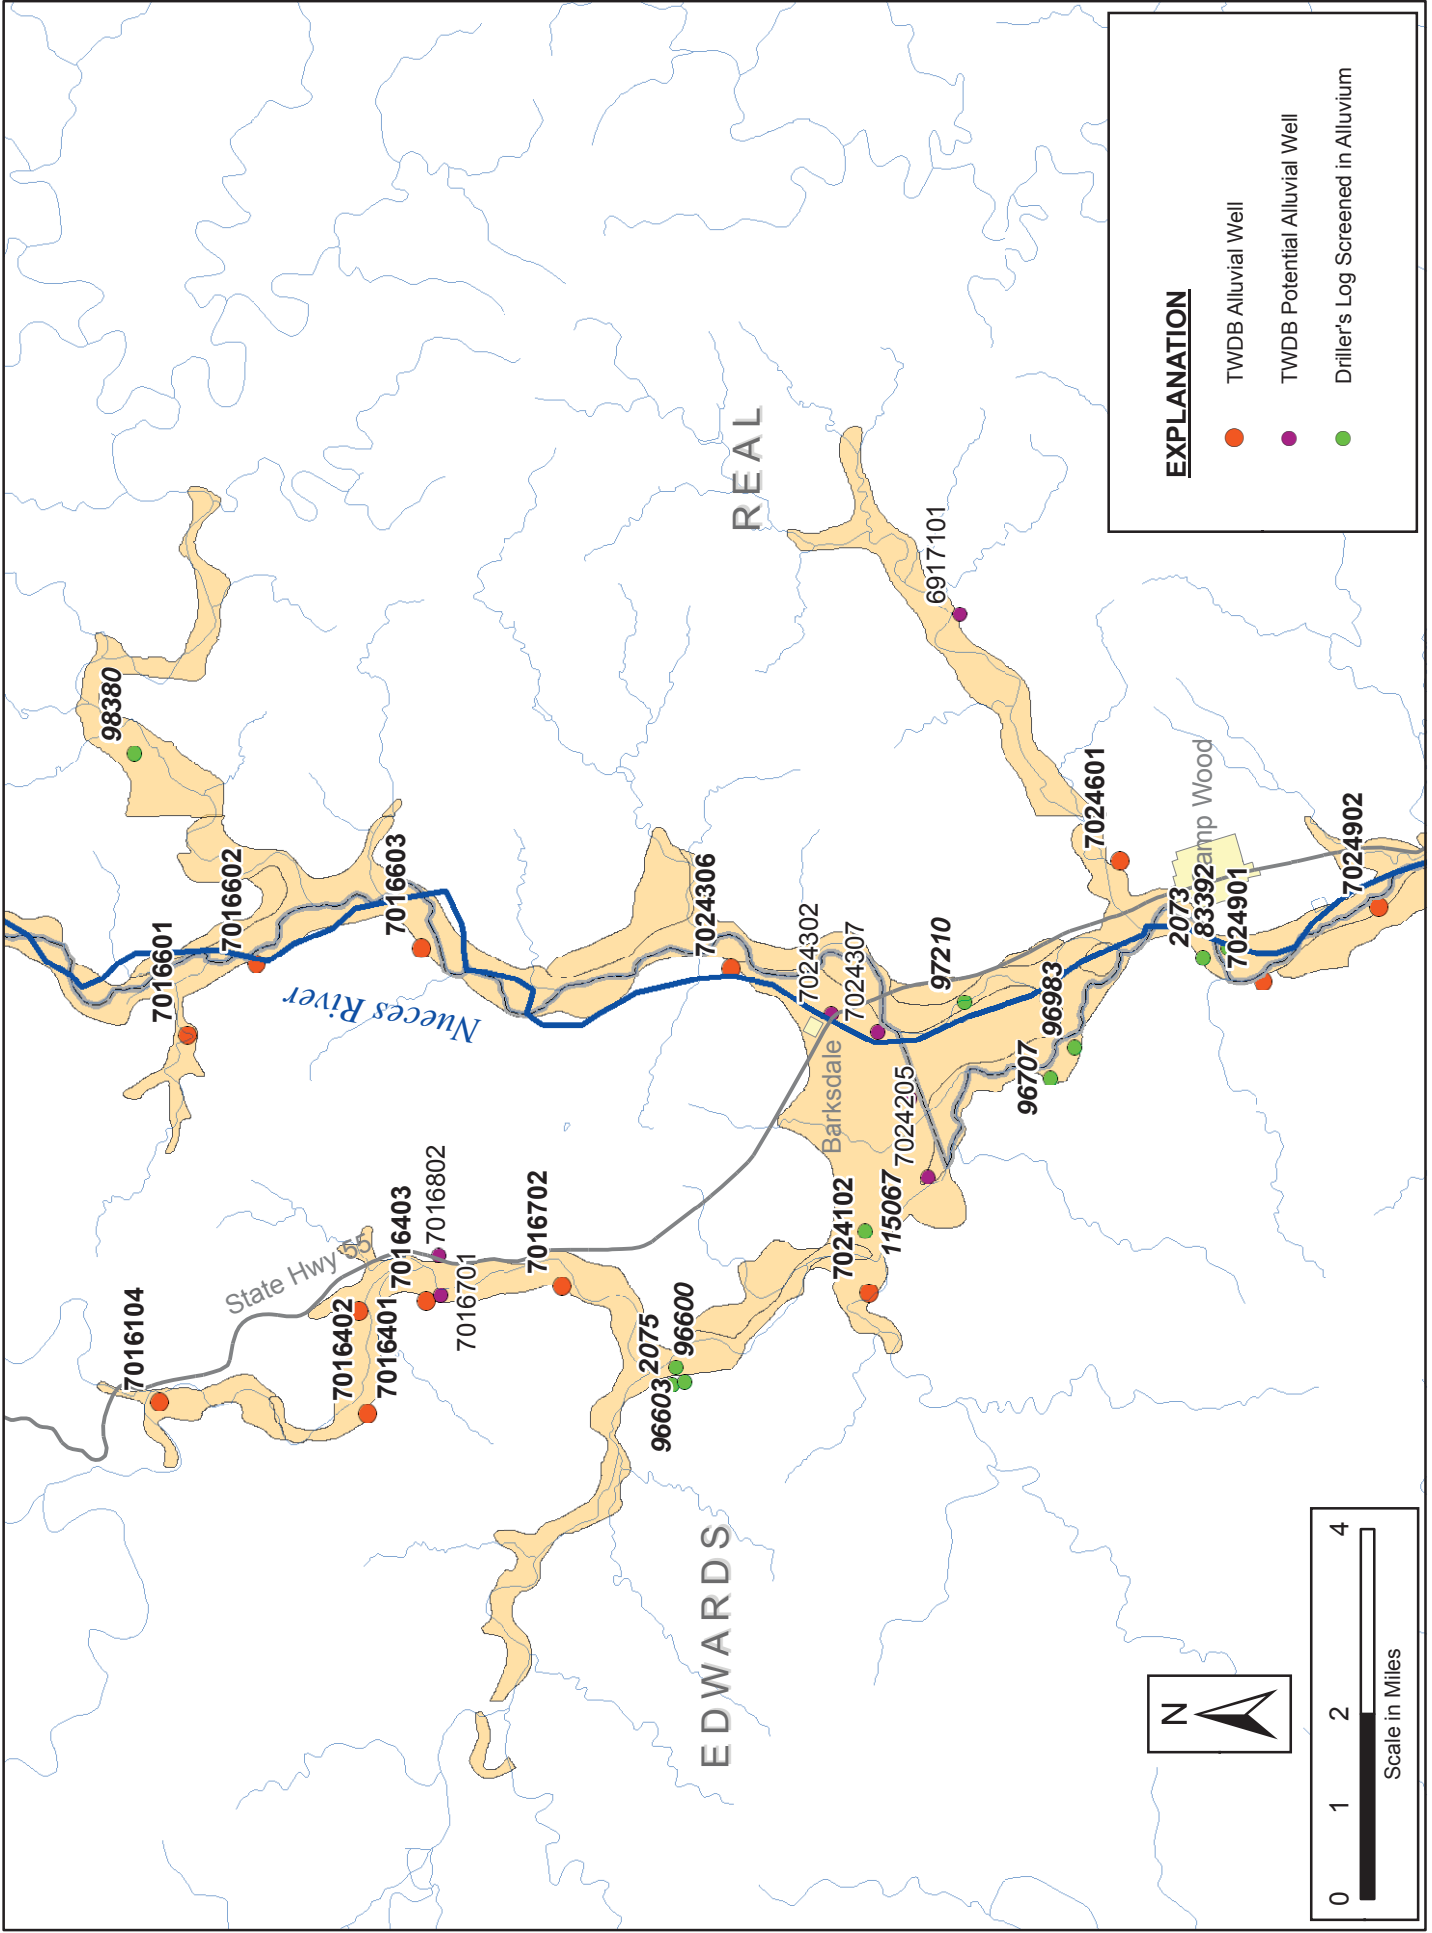 98380
7016601
7016602
7016603
Nueces River
7016104
State Hwy 55
7016402
7016401
7016403
7016802
7016701
7016702
7024306
REAL
6917101
7024302
7024307
Barksdale
97210
7024205
7024102
115067
96603
2075
96600
96707
96983
7024601
2073
83392
7024901
amp Wood
7024902
EDWARDS
EXPLANATION
TWDB Alluvial Well
TWDB Potential Alluvial Well
Driller's Log Screened in Alluvium
N
0 1 2 4
Scale in Miles